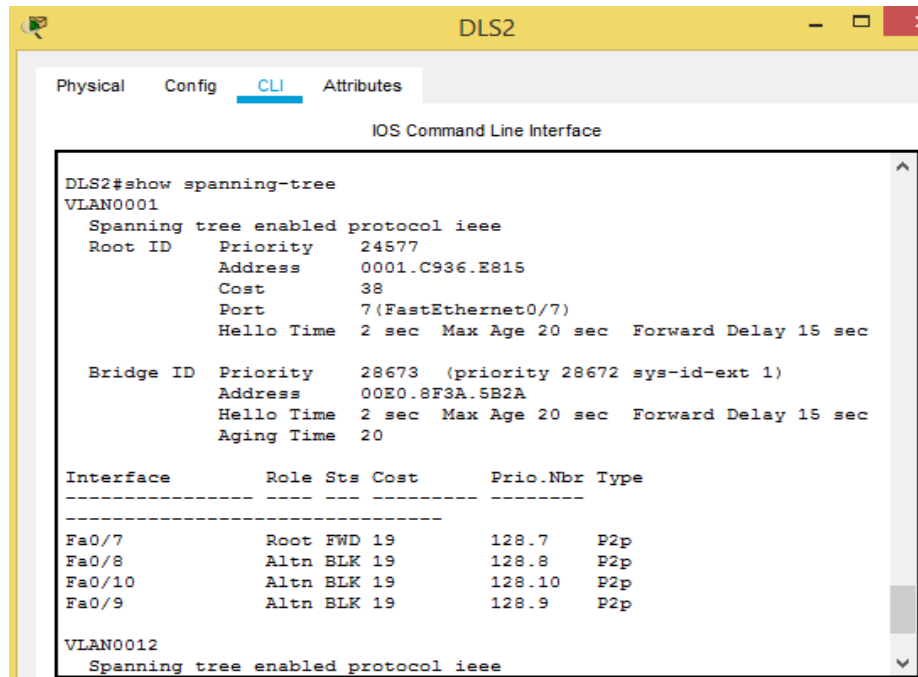 DLS2
Physical Config CLI Attributes
IOS Command Line Interface
DLS2#show spanning-tree
VLAN0001
  Spanning tree enabled protocol ieee
  Root ID    Priority    24577
             Address     0001.C936.E815
             Cost        38
             Port        7(FastEthernet0/7)
             Hello Time  2 sec  Max Age 20 sec  Forward Delay 15 sec

  Bridge ID  Priority    28673  (priority 28672 sys-id-ext 1)
             Address     00E0.8F3A.5B2A
             Hello Time  2 sec  Max Age 20 sec  Forward Delay 15 sec
             Aging Time  20

Interface        Role Sts Cost      Prio.Nbr Type
---------------- ---- --- --------- --------
--------------------------------
Fa0/7            Root FWD 19        128.7    P2p
Fa0/8            Altn BLK 19        128.8    P2p
Fa0/10           Altn BLK 19        128.10   P2p
Fa0/9            Altn BLK 19        128.9    P2p

VLAN0012
  Spanning tree enabled protocol ieee